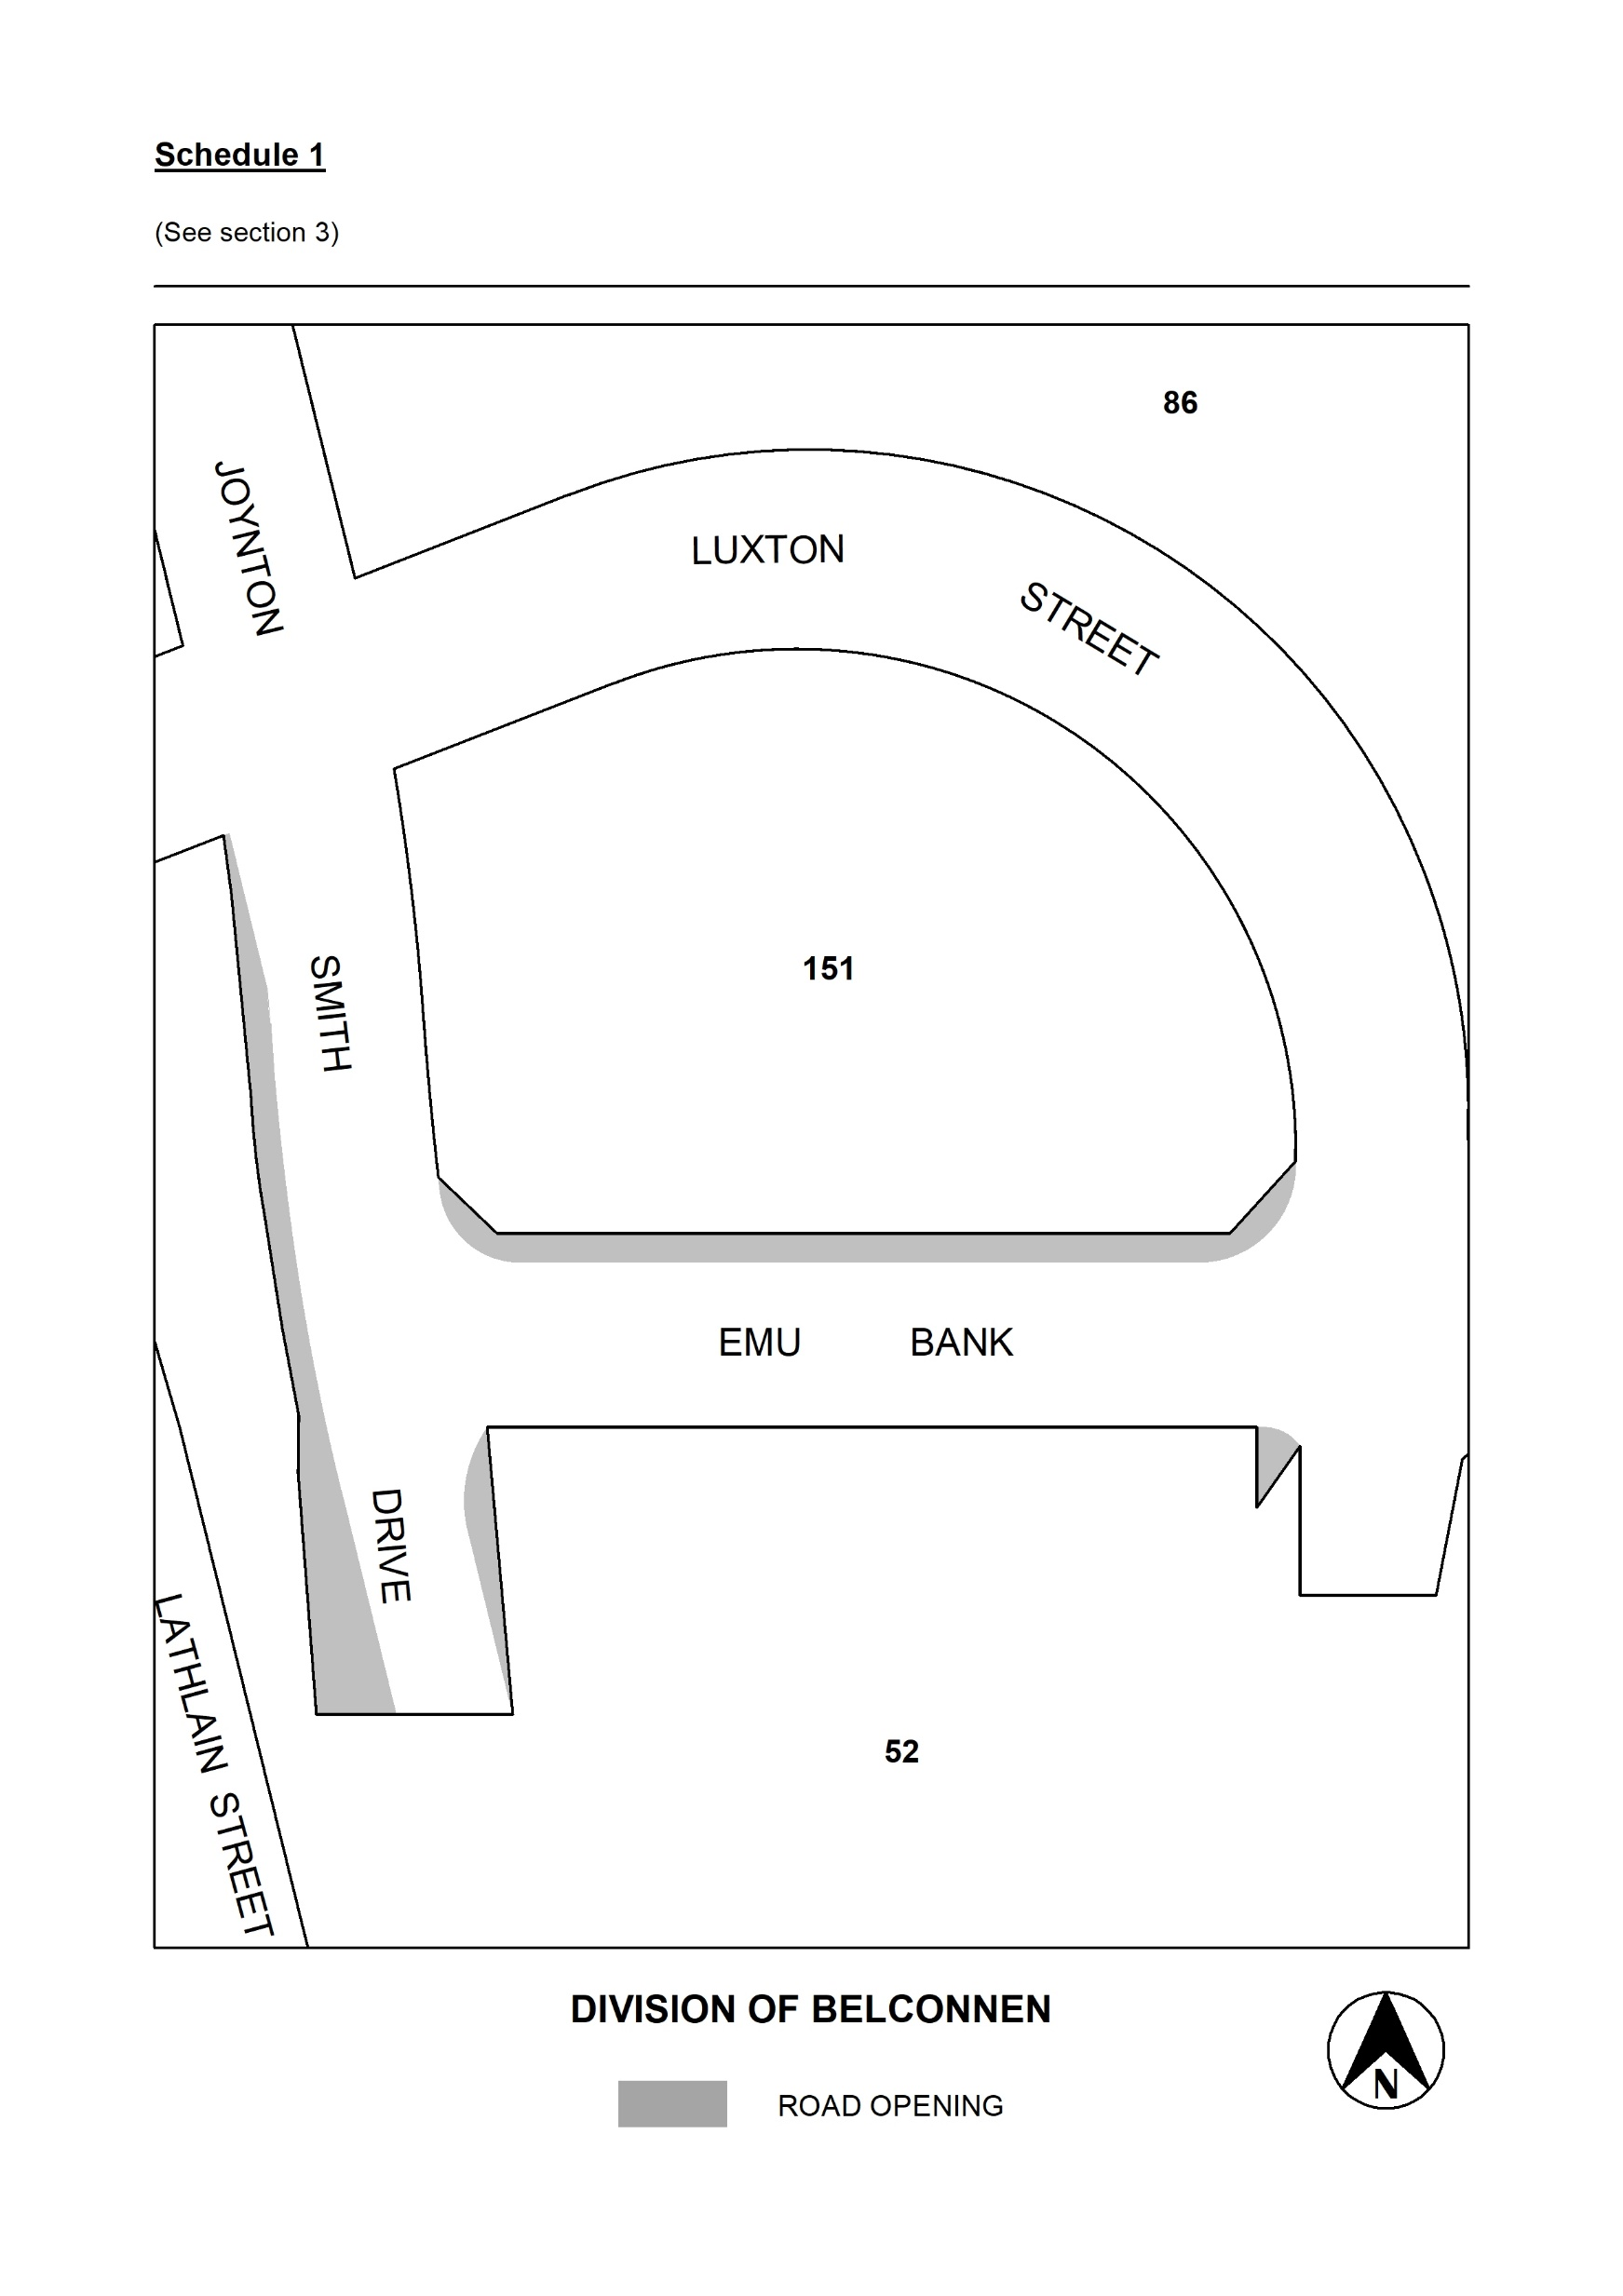 Schedule 1
(See section 3)
86
JOYNTON
LUXTON
STREET
151
SMITH
EMU BANK
DRIVE
LATHLAIN STREET
52
DIVISION OF BELCONNEN
ROAD OPENING
N